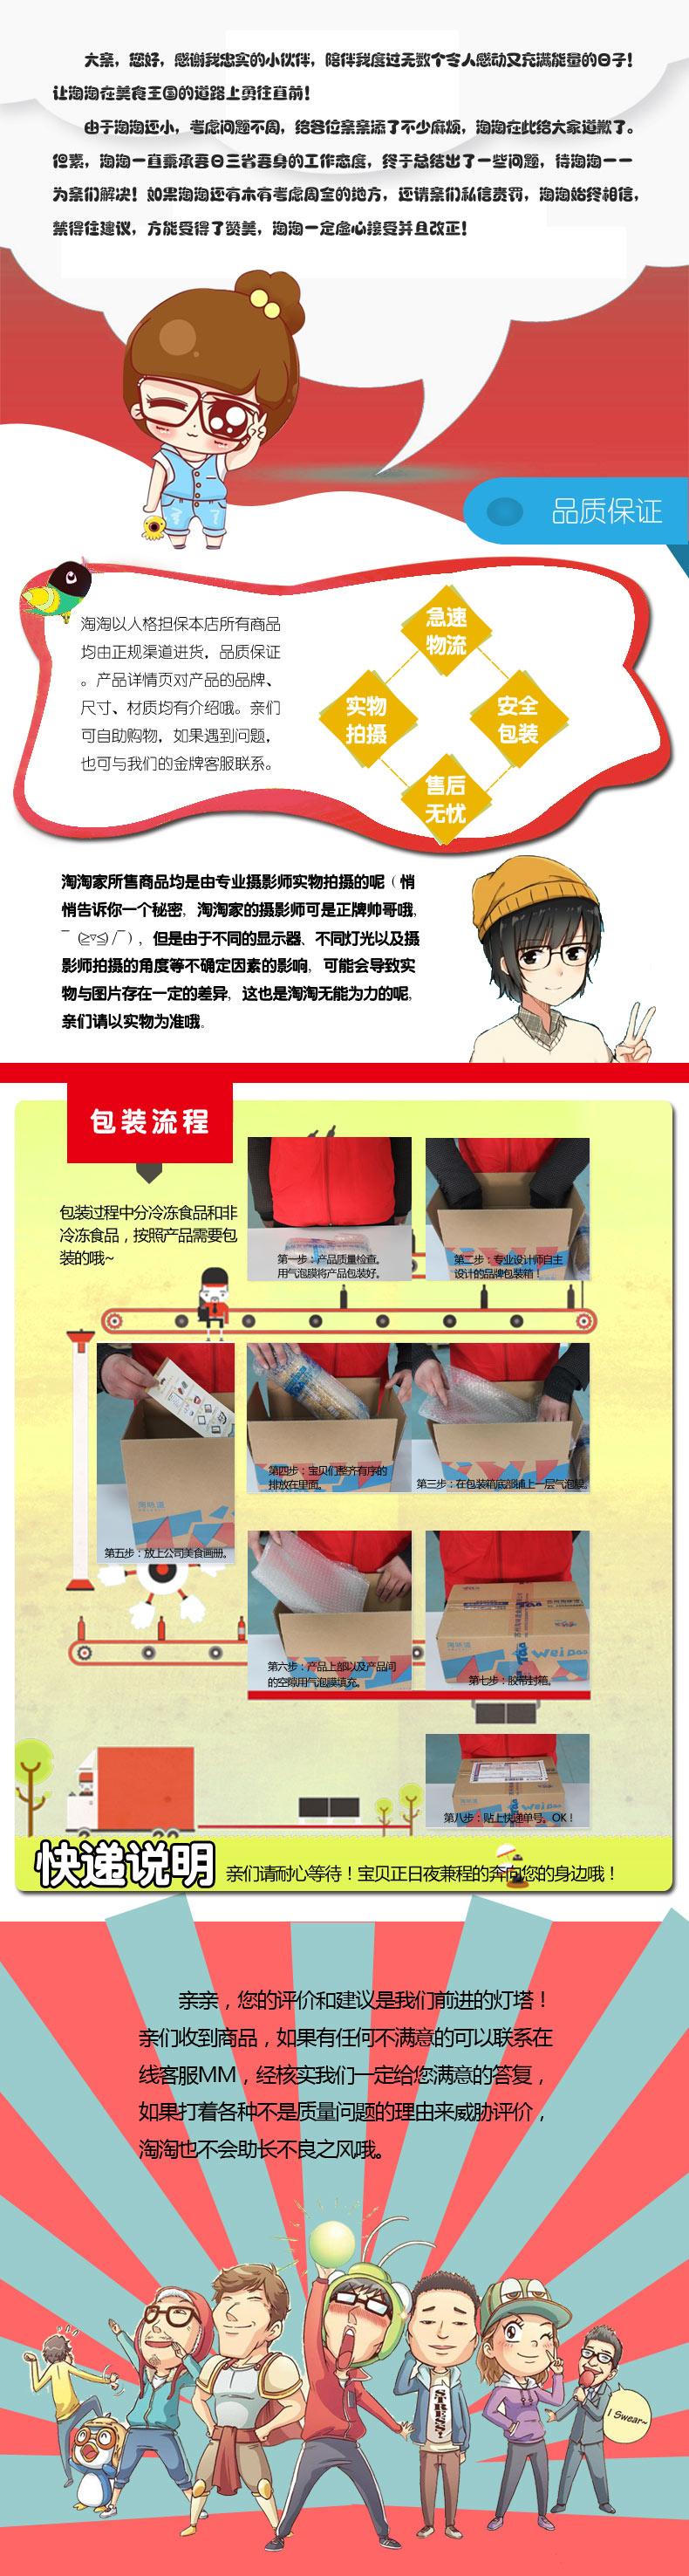 大亲，您好，感谢我忠实的小伙伴，陪伴我度过无数个令人感动又充满能量的日子！
让淘淘在美食王国的道路上勇往直前！
由于淘淘还小，考虑问题不周，给各位亲亲添了不少麻烦，淘淘在此给大家道歉了。
但素，淘淘一直秉承吾日三省吾身的工作态度，终于总结出了一些问题，待淘淘一一
为亲们解决！如果淘淘还有木有考虑周全的地方，还请亲们私信责罚，淘淘始终相信，
禁得住建议，方能受得了赞美，淘淘一定虚心接受并且改正！
品质保证
淘淘以人格担保本店所有商品
均由正规渠道进货，品质保证
。产品详情页对产品的品牌、
尺寸、材质均有介绍哦。亲们
可自助购物，如果遇到问题，
也可与我们的金牌客服联系。
急速
物流
实物
拍摄
安全
包装
售后
无忧
淘淘家所售商品均是由专业摄影师实物拍摄的呢（悄
悄告诉你一个秘密，淘淘家的摄影师可是正牌帅哥哦，
￣(≧▽≦)/￣），但是由于不同的显示器、不同灯光以及摄
影师拍摄的角度等不确定因素的影响，可能会导致实
物与图片存在一定的差异，这也是淘淘无能为力的呢，
亲们请以实物为准哦。
包装流程
包装过程中分冷冻食品和非
冷冻食品，按照产品需要包
装的哦~
第一步：产品质量检查。
用气泡膜将产品包装好。
第二步：专业设计师自主
设计的品牌包装箱！
第五步：放上公司美食画册。
第四步：宝贝们整齐有序的
排放在里面。
第三步：在包装箱底部铺上一层气泡膜。
第六步：产品上部以及产品间
的空隙用气泡膜填充。
第七步：胶带封箱。
第八步：贴上快递单号。OK！
快递说明
亲们请耐心等待！宝贝正日夜兼程的奔向您的身边哦！
亲亲，您的评价和建议是我们前进的灯塔！
亲们收到商品，如果有任何不满意的可以联系在
线客服MM，经核实我们一定给您满意的答复，
如果打着各种不是质量问题的理由来威胁评价，
淘淘也不会助长不良之风哦。
STRESS!
I Swear~